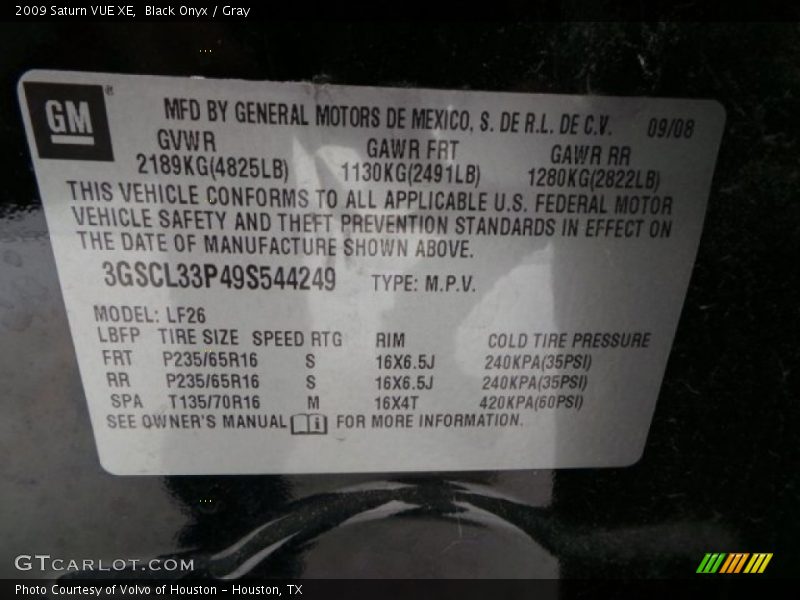 2009 Saturn VUE XE, Black Onyx / Gray
GM ® MFD BY GENERAL MOTORS DE MEXICO, S. DE R.L. DE C.V. 09/08
GVWR GAWR FRT GAWR RR
2189KG(4825LB) 1130KG(2491LB) 1280KG(2822LB)
THIS VEHICLE CONFORMS TO ALL APPLICABLE U.S. FEDERAL MOTOR
VEHICLE SAFETY AND THEFT PREVENTION STANDARDS IN EFFECT ON
THE DATE OF MANUFACTURE SHOWN ABOVE.
3GSCL33P49S544249 TYPE: M.P.V.
MODEL: LF26
LBFP TIRE SIZE SPEED RTG RIM COLD TIRE PRESSURE
FRT P235/65R16 S 16X6.5J 240KPA(35PSI)
RR P235/65R16 S 16X6.5J 240KPA(35PSI)
SPA T135/70R16 M 16X4T 420KPA(60PSI)
SEE OWNER'S MANUAL i FOR MORE INFORMATION.
GTCARLOT.COM
Photo Courtesy of Volvo of Houston - Houston, TX